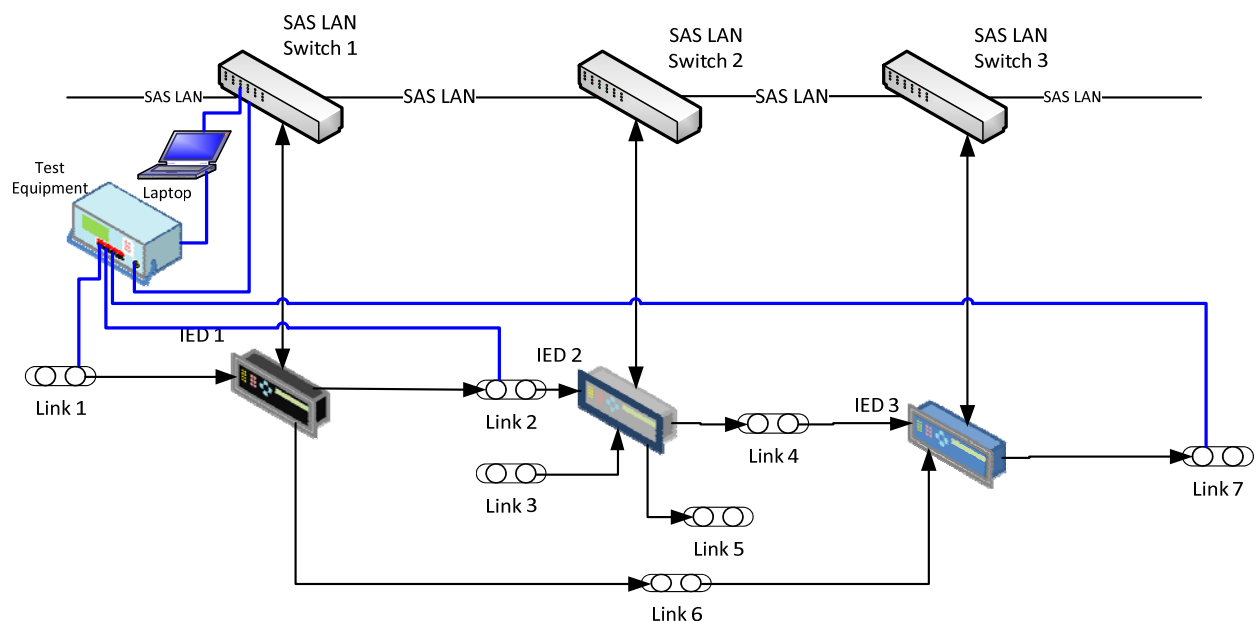 SAS LAN
Switch 1
SAS LAN
Switch 2
SAS LAN
Switch 3
SAS LAN
SAS LAN
SAS LAN
SAS LAN
Test
Equipment
Laptop
IED 1
IED 2
IED 3
Link 1
Link 2
Link 3
Link 4
Link 5
Link 6
Link 7